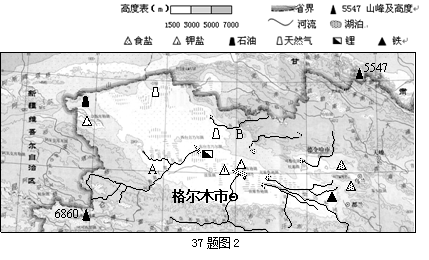 高度表(m)
1500 3000 5000 7000
省界
▲ 5547 山峰及高度
河流
湖泊
△食盐 钾盐 石油 天然气 锂 ▲铁
5547
甘
肃
新疆维吾尔自治区
B
A
格尔木市
6860
37 题图 2